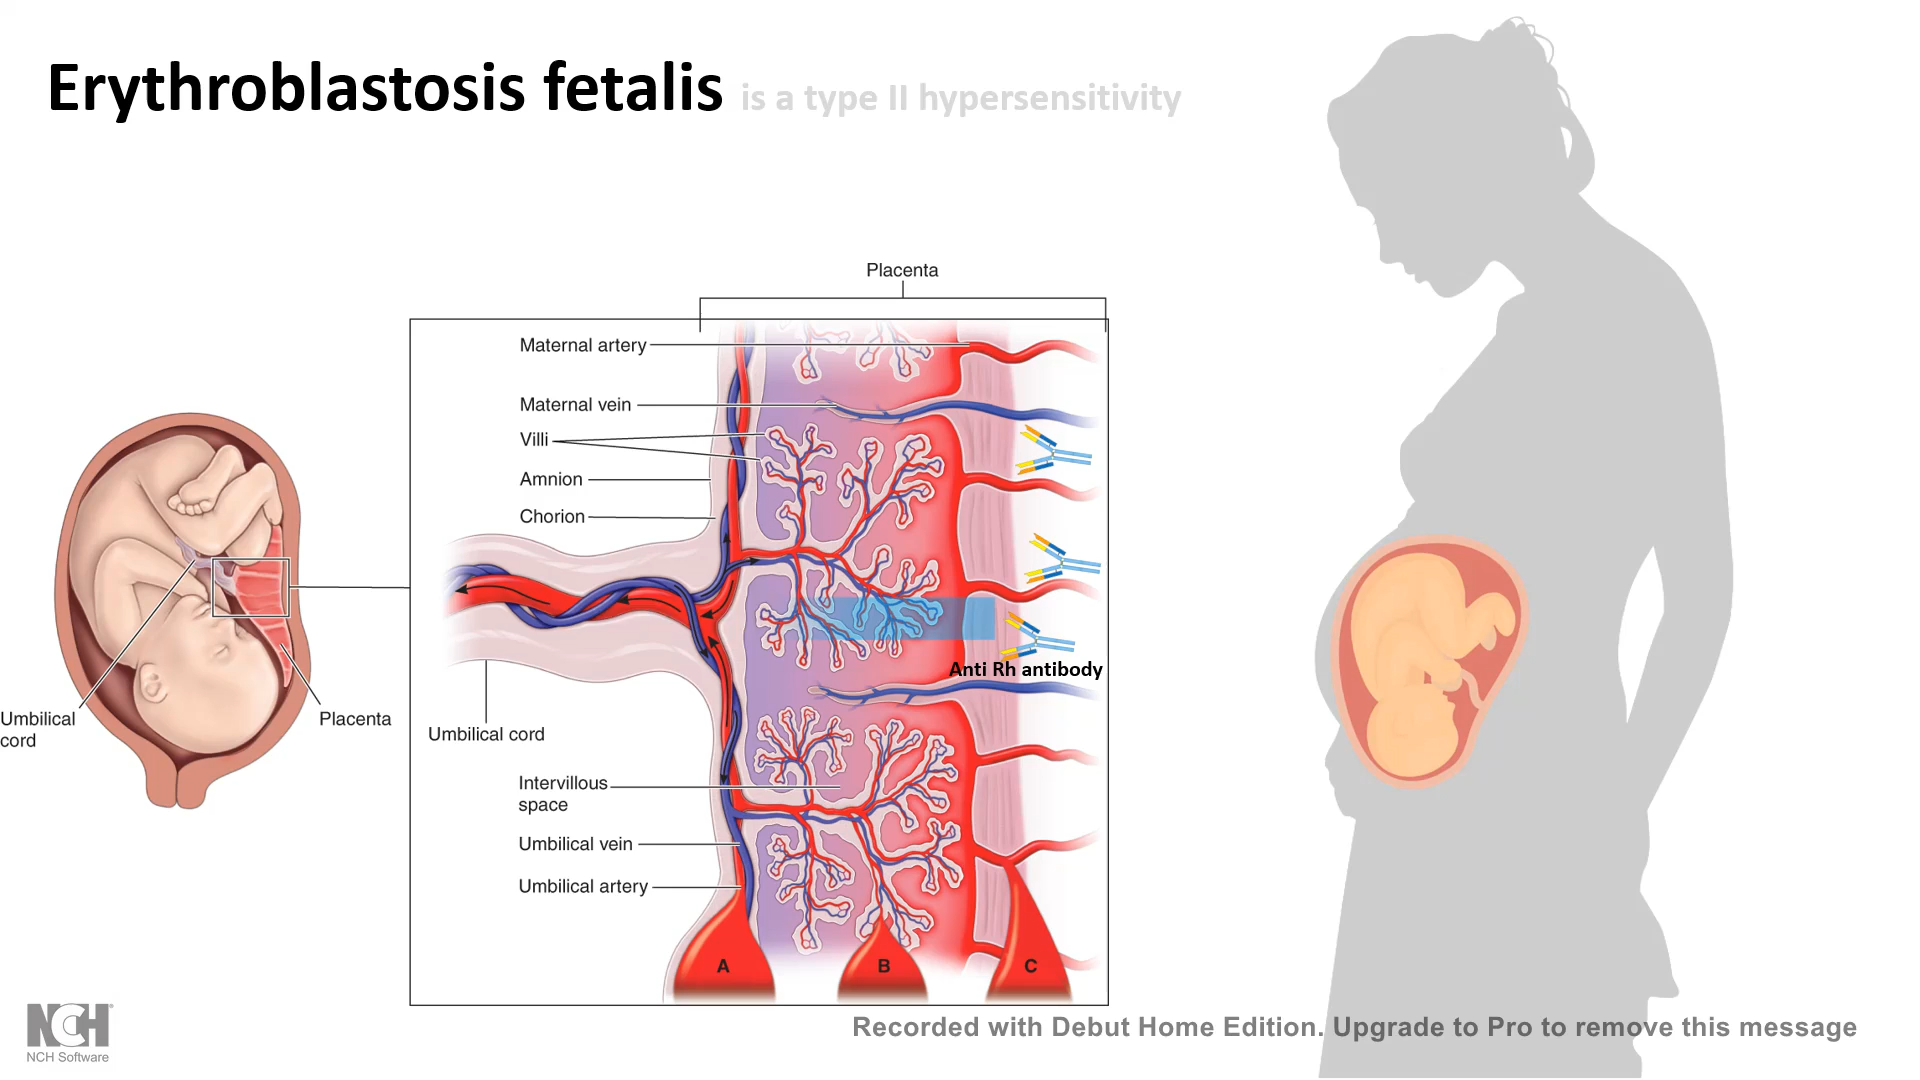 Erythroblastosis fetalis is a type II hypersensitivity
Placenta
Maternal artery
Maternal vein
Villi
Amnion
Chorion
Anti Rh antibody
Umbilical
cord
Placenta
Umbilical cord
Intervillous
space
Umbilical vein
Umbilical artery
A
B
C
NCH
NCH Software
Recorded with Debut Home Edition. Upgrade to Pro to remove this message